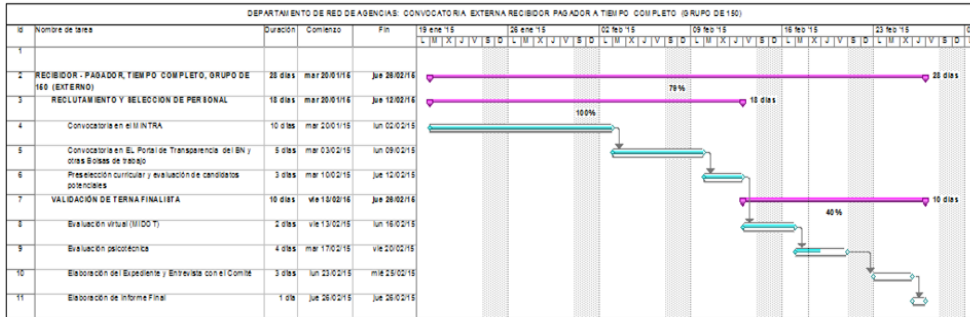 DEPARTAMENTO DE RED DE AGENCIAS: CONVOCATORIA EXTERNA RECIBIDOR PAGADOR A TIEMPO COMPLETO (GRUPO DE 150)
Id Nombre de tarea Duración Comienzo Fin 19 ene '15 26 ene '15 02 feb '15 09 feb '15 16 feb '15 23 feb '15
L M X J V S D L M X J V S D L M X J V S D L M X J V S D L M X J V S D L M X J V S D
1
2 RECIBIDOR - PAGADOR, TIEMPO COMPLETO, GRUPO DE 28 días mar 20/01/15 jue 26/02/15 28 días
150 (EXTERNO)
79%
3 RECLUTAMIENTO Y SELECCIÓN DE PERSONAL 18 días mar 20/01/15 jue 12/02/15 18 días
100%
4 Convocatoria en el MINTRA 10 días mar 20/01/15 lun 02/02/15
5 Convocatoria en EL Portal de Transparencia del BN y 5 días mar 03/02/15 lun 09/02/15
otras Bolsas de trabajo
6 Preselección curricular y evaluación de candidatos 3 días mar 10/02/15 jue 12/02/15
potenciales
7 VALIDACIÓN DE TERNA FINALISTA 10 días vie 13/02/15 jue 26/02/15 10 días
40%
8 Evaluación virtual (MIDOT) 2 días vie 13/02/15 lun 16/02/15
9 Evaluación psicotécnica 4 días mar 17/02/15 vie 20/02/15
10 Elaboración del Expediente y Entrevista con el Comité 3 días lun 23/02/15 mié 25/02/15
11 Elaboración de Informe Final 1 día jue 26/02/15 jue 26/02/15